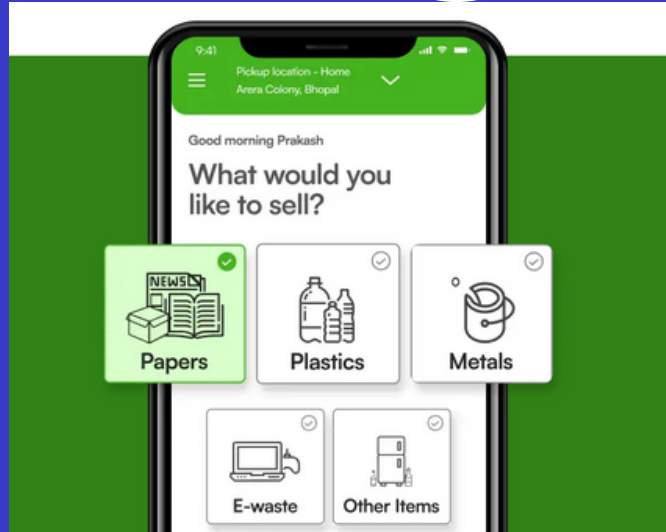 9:41
Pickup location - Home
Arera Colony, Bhopal
Good morning Prakash
What would you
like to sell?
NEWS
Papers
Plastics
Metals
E-waste
Other Items